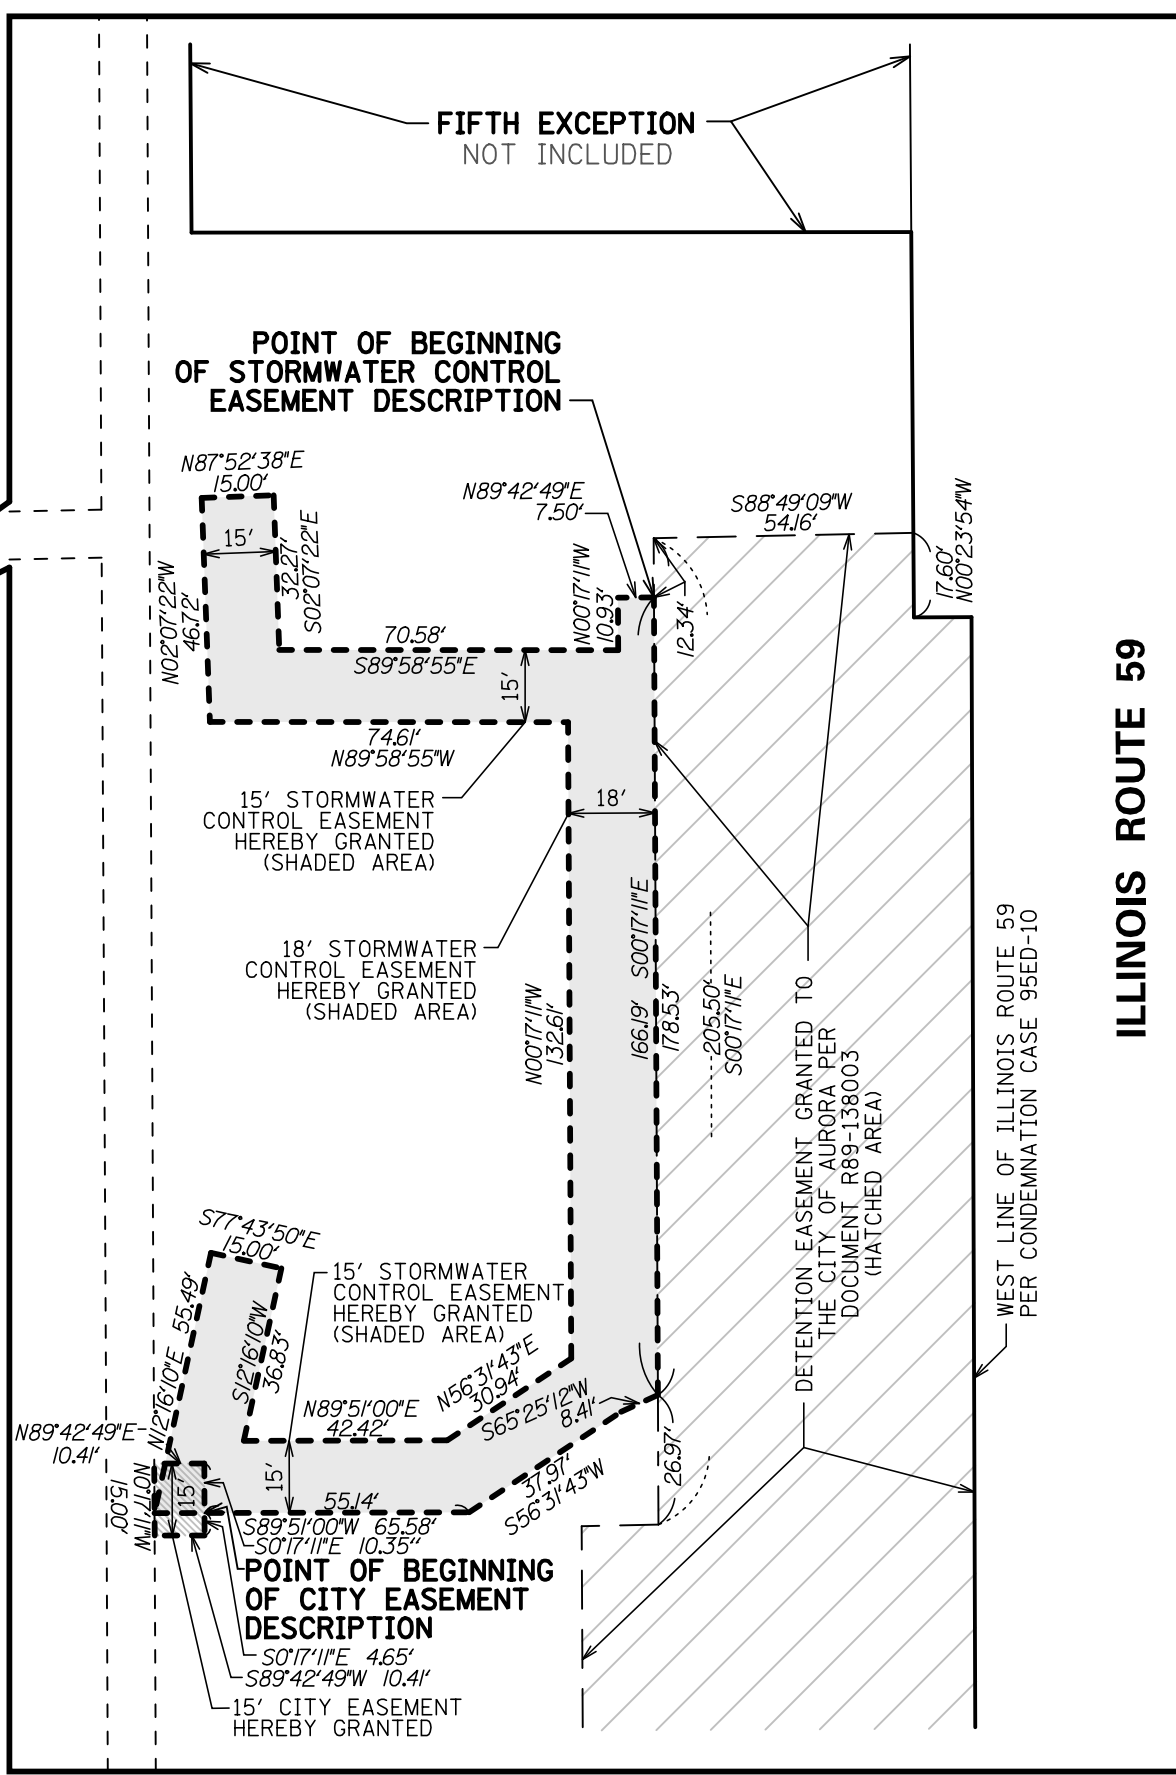 FIFTH EXCEPTION
NOT INCLUDED
POINT OF BEGINNING
OF STORMWATER CONTROL
EASEMENT DESCRIPTION
N87°52'38"E
15.00'
15'
N02°07'22"W
46.72'
32.27'
S02°07'22"E
N89°42'49"E
7.50'
N00°17'11"W
10.93'
S88°49'09"W
54.16'
17.60'
N00°23'54"W
12.34'
70.58'
S89°58'55"E
15'
74.61'
N89°58'55"W
15' STORMWATER
CONTROL EASEMENT
HEREBY GRANTED
(SHADED AREA)
18'
18' STORMWATER
CONTROL EASEMENT
HEREBY GRANTED
(SHADED AREA)
N00°17'11"W
132.61'
166.19' S00°17'11"E
178.53'
205.50'
S00°17'11"E
DETENTION EASEMENT GRANTED TO
THE CITY OF AURORA PER
DOCUMENT R89-138003
(HATCHED AREA)
WEST LINE OF ILLINOIS ROUTE 59
PER CONDEMNATION CASE 95ED-10
ILLINOIS ROUTE 59
S77°43'50"E
15.00'
N12°16'10"E 55.49'
S12°16'10"W
36.83'
15' STORMWATER
CONTROL EASEMENT
HEREBY GRANTED
(SHADED AREA)
N89°51'00"E
42.42'
N56°31'43"E
30.94'
S65°25'12"W
8.41'
37.97'
S56°31'43"W
26.97'
N89°42'49"E
10.41'
N0°17'11"W
15.00'
15'
15'
55.14'
S89°51'00"W 65.58'
S0°17'11"E 10.35''
POINT OF BEGINNING
OF CITY EASEMENT
DESCRIPTION
S0°17'11"E 4.65'
S89°42'49"W 10.41'
15' CITY EASEMENT
HEREBY GRANTED